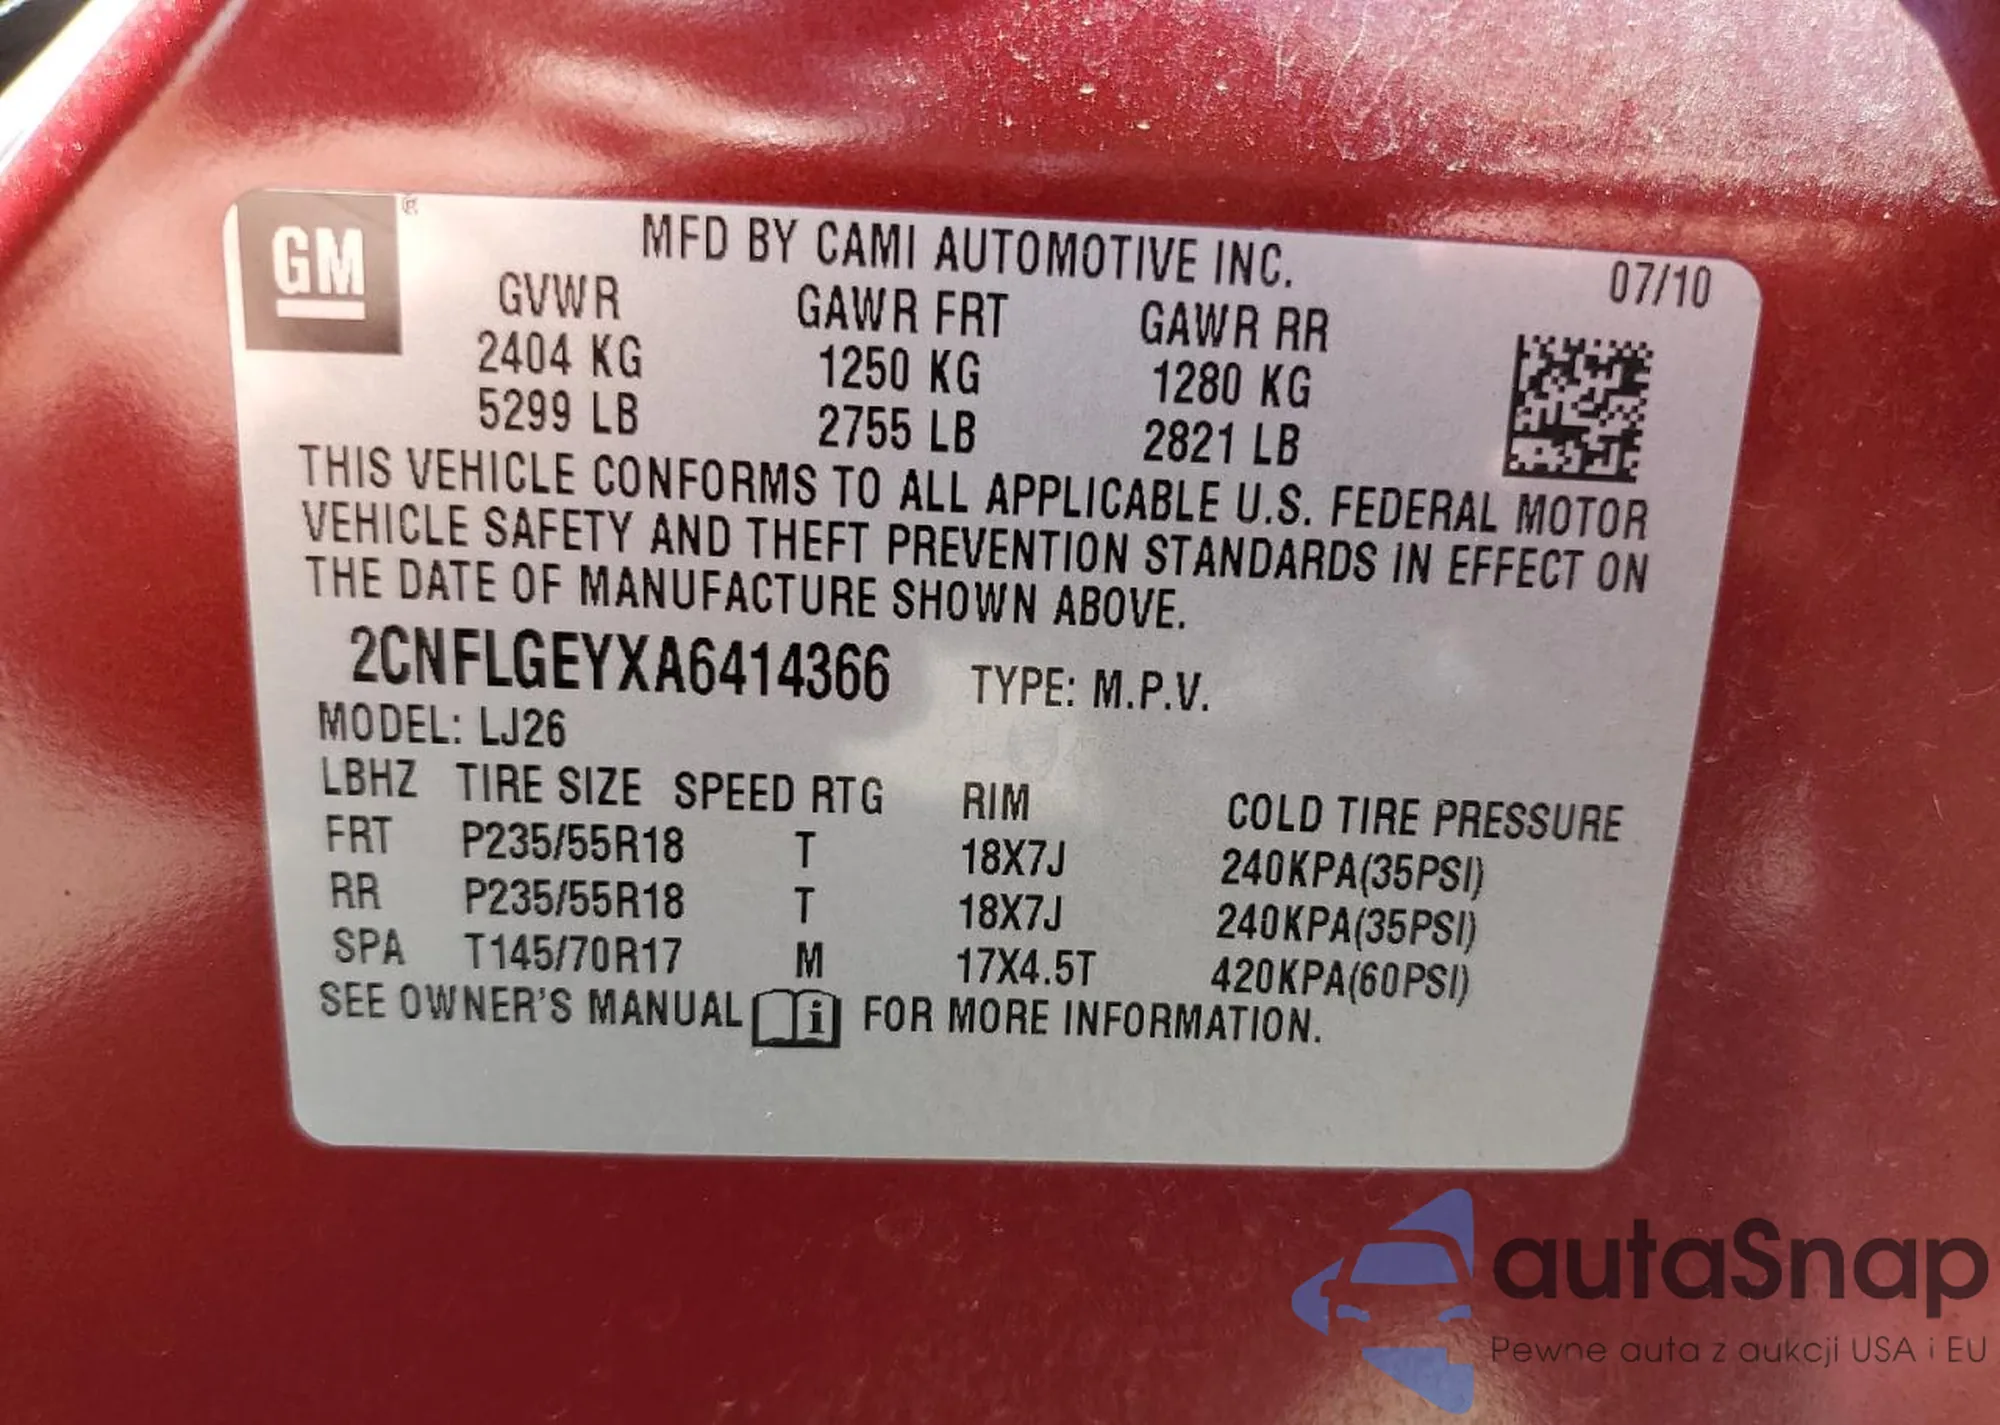 GM ®
MFD BY CAMI AUTOMOTIVE INC. 07/10
GVWR GAWR FRT GAWR RR
2404 KG 1250 KG 1280 KG
5299 LB 2755 LB 2821 LB
THIS VEHICLE CONFORMS TO ALL APPLICABLE U.S. FEDERAL MOTOR
VEHICLE SAFETY AND THEFT PREVENTION STANDARDS IN EFFECT ON
THE DATE OF MANUFACTURE SHOWN ABOVE.
2CNFLGEYXA6414366 TYPE: M.P.V.
MODEL: LJ26
LBHZ TIRE SIZE SPEED RTG RIM COLD TIRE PRESSURE
FRT P235/55R18 T 18X7J 240KPA(35PSI)
RR P235/55R18 T 18X7J 240KPA(35PSI)
SPA T145/70R17 M 17X4.5T 420KPA(60PSI)
SEE OWNER'S MANUAL i FOR MORE INFORMATION.
autaSnap
Pewne auta z aukcji USA i EU